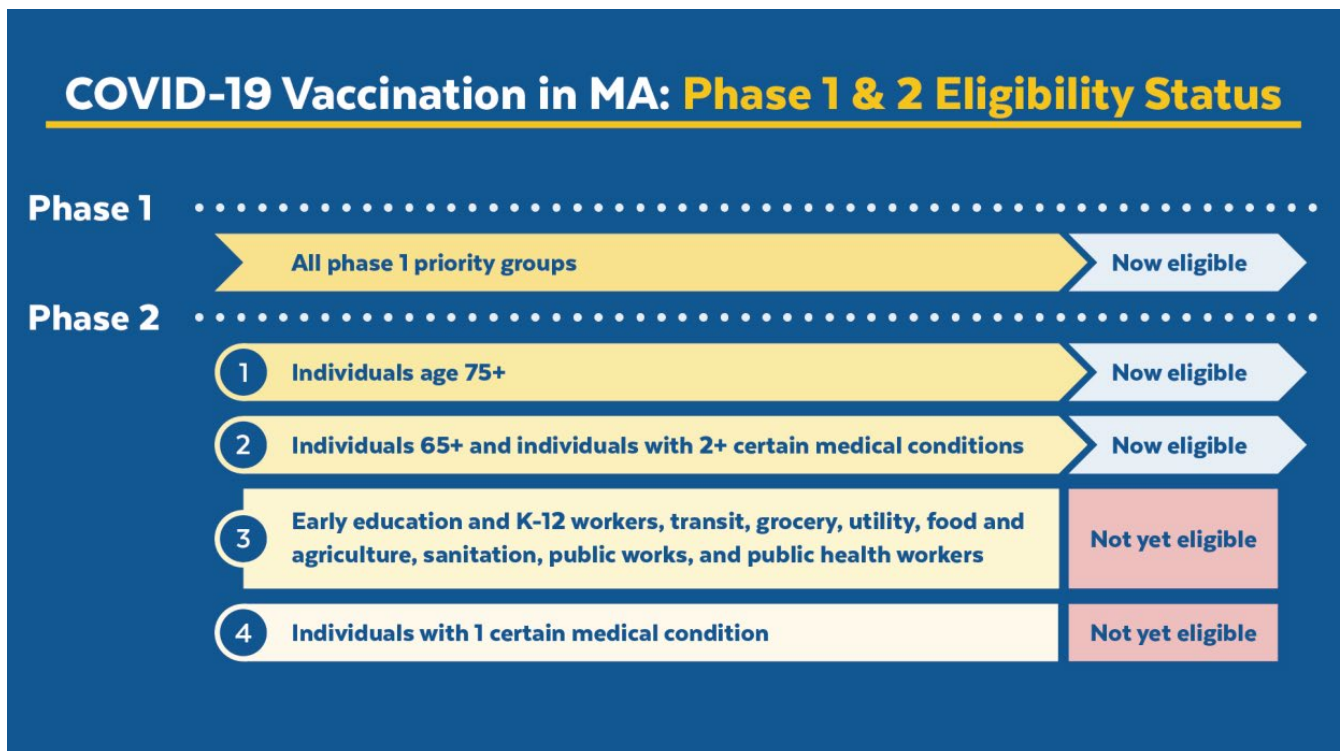 COVID-19 Vaccination in MA: Phase 1 & 2 Eligibility Status
Phase 1
All phase 1 priority groups
Now eligible
Phase 2
1
Individuals age 75+
Now eligible
2
Individuals 65+ and individuals with 2+ certain medical conditions
Now eligible
3
Early education and K-12 workers, transit, grocery, utility, food and
agriculture, sanitation, public works, and public health workers
Not yet eligible
4
Individuals with 1 certain medical condition
Not yet eligible